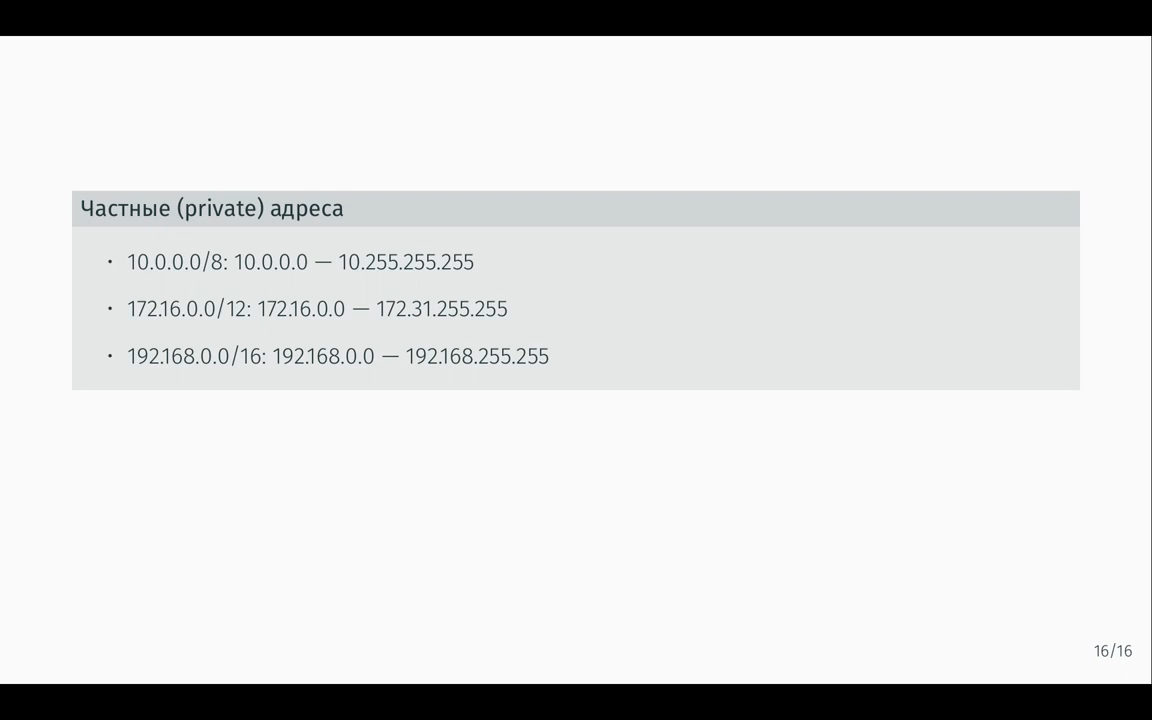 Частные (private) адреса
• 10.0.0.0/8: 10.0.0.0 — 10.255.255.255
• 172.16.0.0/12: 172.16.0.0 — 172.31.255.255
• 192.168.0.0/16: 192.168.0.0 — 192.168.255.255
16/16